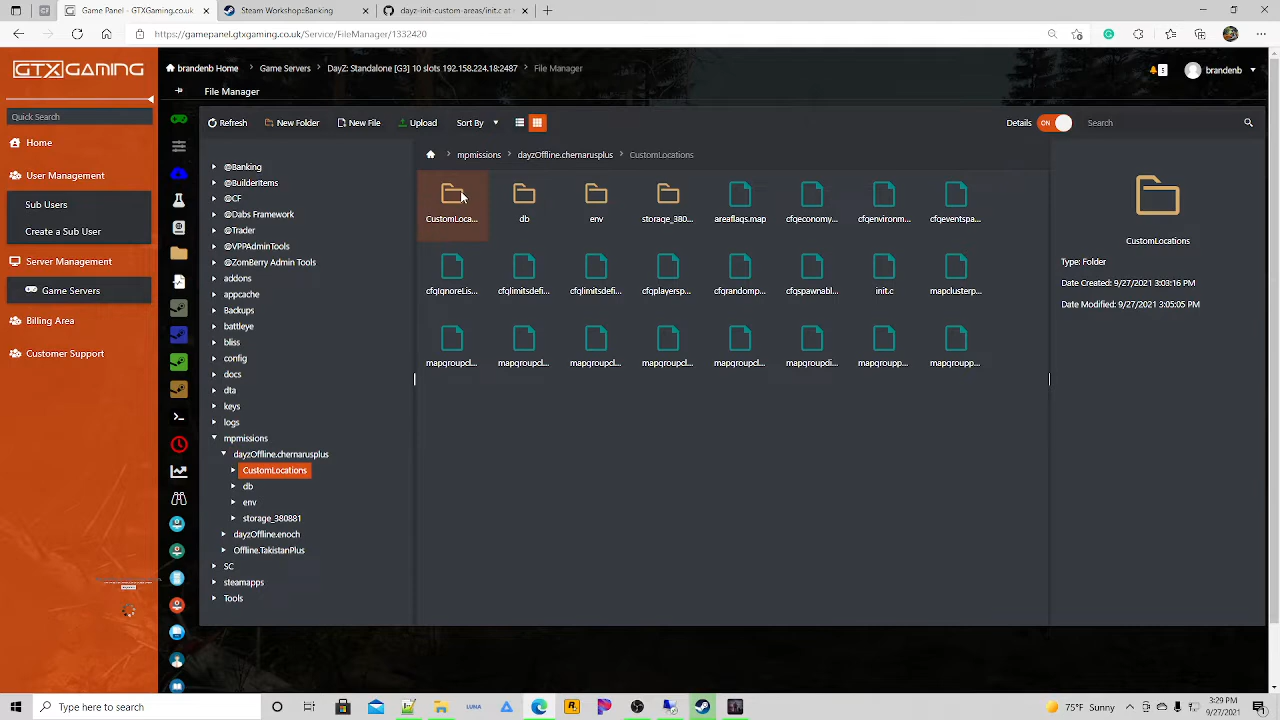 Gaming - GTXGaming.co.uk
Steam Workshop::BanditBase
dayz-init.c-custom-areas/init.c a
https://gtxgaming.co.uk/Service/FileManager/1332420
GTXGAMING
brandenb Home
Game Servers
DayZ: Standalone [G3] 10 slots 192.158.224.18:2487
File Manager
5
brandenb
File Manager
Quick Search
Home
User Management
Sub Users
Create a Sub User
Server Management
Game Servers
Billing Area
Customer Support
Refresh
New Folder
New File
Upload
Sort By
Details
ON
Search
@Banking
@BuilderItems
@CF
@Dabs Framework
@Trader
@VPPAdminTools
@ZomBerry Admin Tools
addons
appcache
Backups
battleye
bliss
config
docs
dta
keys
logs
mpmissions
dayzOffline.chernarusplus
CustomLocations
db
env
storage_380881
dayzOffline.enoch
Offline.TakistanPlus
SC
steamapps
Tools
mpmissions
dayzOffline.chernarusplus
CustomLocations
CustomLoca...
db
env
storage_380...
areaflags.map
cfgeconomy...
cfgenvironm...
cfgeventspa...
cfgIgnoreLis...
cfglimitsdefi...
cfglimitsdefi...
cfgplayersp...
cfgrandomp...
cfgspawnabl...
init.c
mapclusterp...
mapgroupcl...
mapgroupcl...
mapgroupcl...
mapgroupcl...
mapgroupcl...
mapgroupdi...
mapgroupp...
mapgroupp...
CustomLocations
Type: Folder
Date Created: 9/27/2021 3:03:16 PM
Date Modified: 9/27/2021 3:05:05 PM
Type here to search
LUNA
75°F Sunny
3:29 PM
9/27/2021